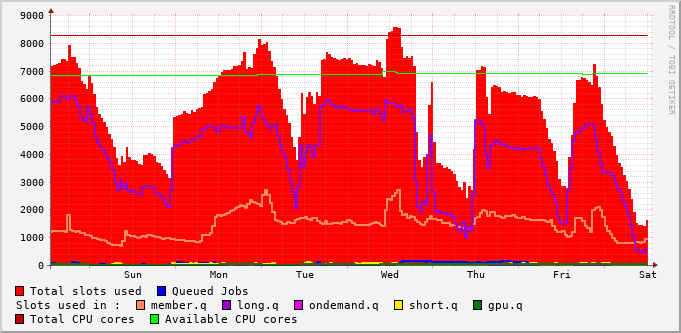 RRDTOOL / TOBI OETIKER
9000
8000
7000
6000
5000
4000
3000
2000
1000
0
Sun Mon Tue Wed Thu Fri Sat
Total slots used Queued Jobs
Slots used in : member.q long.q ondemand.q short.q gpu.q
Total CPU cores Available CPU cores